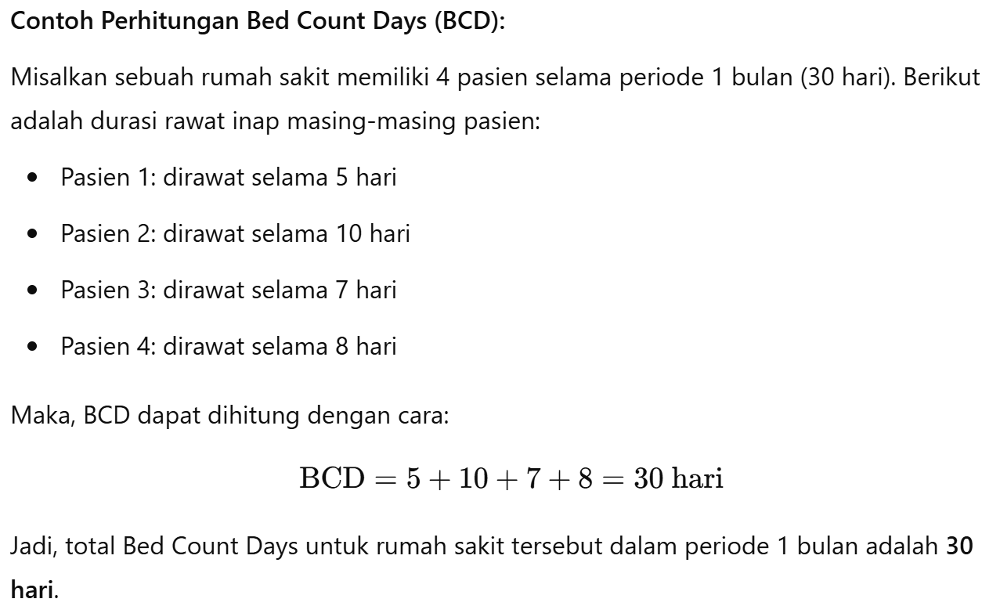 Contoh Perhitungan Bed Count Days (BCD):
Misalkan sebuah rumah sakit memiliki 4 pasien selama periode 1 bulan (30 hari). Berikut
adalah durasi rawat inap masing-masing pasien:
• Pasien 1: dirawat selama 5 hari
• Pasien 2: dirawat selama 10 hari
• Pasien 3: dirawat selama 7 hari
• Pasien 4: dirawat selama 8 hari
Maka, BCD dapat dihitung dengan cara:
BCD = 5 + 10 + 7 + 8 = 30 hari
Jadi, total Bed Count Days untuk rumah sakit tersebut dalam periode 1 bulan adalah 30
hari.